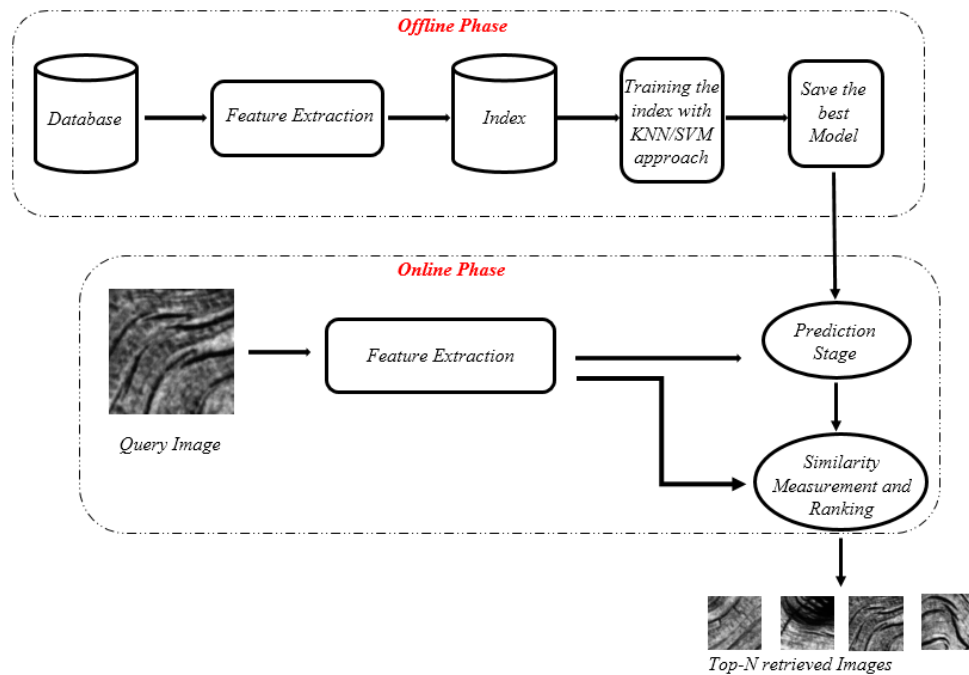 Offline Phase
Database
Feature Extraction
Index
Training the
index with
KNN/SVM
approach
Save the
best
Model
Online Phase
Query Image
Feature Extraction
Prediction
Stage
Similarity
Measurement and
Ranking
Top-N retrieved Images